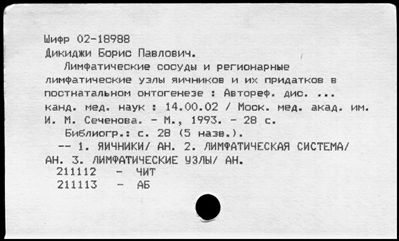 Шифр 02-18988
Дикиджи Борис Павлович.
Лимфатические сосуды и регионарные
лимфатические узлы яичников и их придатков в
постнатальном онтогенезе : Автореф. дис. ...
канд. мед. наук : 14.00.02 / Моск. мед. акад. им.
И. М. Сеченова. - М., 1993. - 28 с.
Библиогр.: с. 28 (5 назв.).
-- 1. ЯИЧНИКИ/ АН. 2. ЛИМФАТИЧЕСКАЯ СИСТЕМА/
АН. 3. ЛИМФАТИЧЕСКИЕ УЗЛЫ/ АН.
211112 - ЧИТ
211113 - АБ